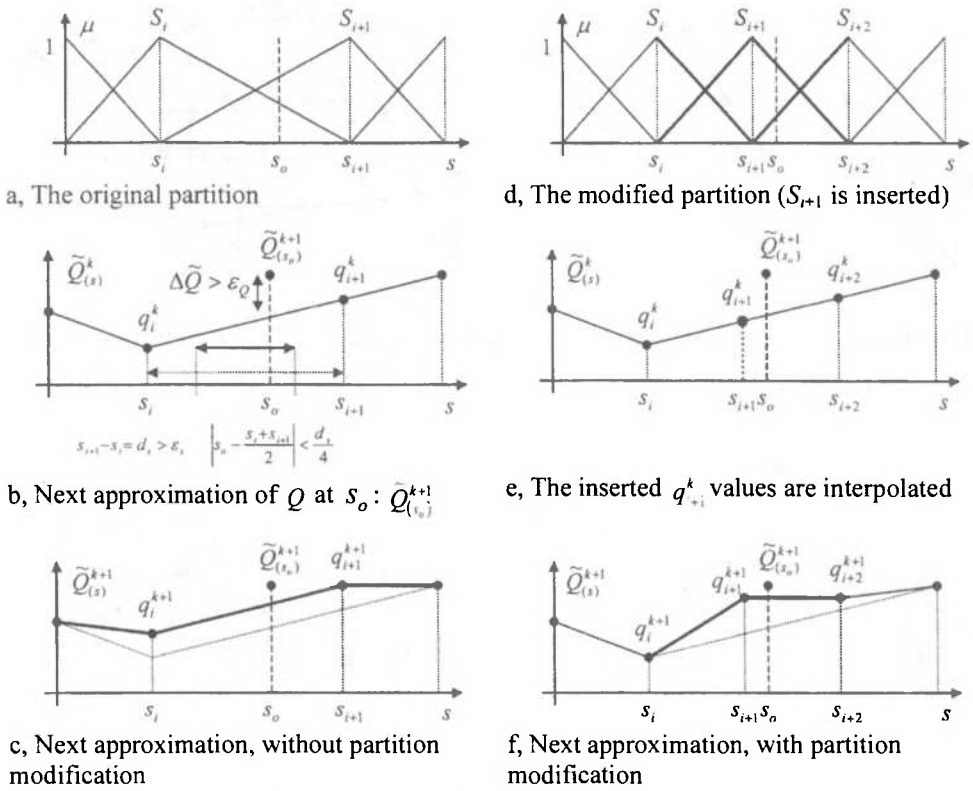 μ
1
S_i
S_{i+1}
s_i
s_o
s_{i+1}
s
a, The original partition
Q̃^k_{(s)}
q^k_i
ΔQ̃ > ε_Q
Q̃^{k+1}_{(s_o)}
q^k_{i+1}
s_i
s_o
s_{i+1}
s
s_{i+1}−s_i = d_s > ε_s
|s_o − (s_i+s_{i+1})/2| < d_s/4
b, Next approximation of Q at s_o : Q̃^{k+1}_{(s_o)}
Q̃^{k+1}_{(s)}
q^{k+1}_i
Q̃^{k+1}_{(s_o)}
q^{k+1}_{i+1}
s_i
s_o
s_{i+1}
s
c, Next approximation, without partition
modification
μ
1
S_i
S_{i+1}
S_{i+2}
s_i
s_{i+1} s_o
s_{i+2}
s
d, The modified partition (S_{i+1} is inserted)
Q̃^k_{(s)}
q^k_i
q^k_{i+1}
Q̃^{k+1}_{(s_o)}
q^k_{i+2}
s_i
s_{i+1} s_o
s_{i+2}
s
e, The inserted q^k_{+1} values are interpolated
Q̃^{k+1}_{(s)}
q^{k+1}_i
q^{k+1}_{i+1}
Q̃^{k+1}_{(s_o)}
q^{k+1}_{i+2}
s_i
s_{i+1} s_o
s_{i+2}
s
f, Next approximation, with partition
modification